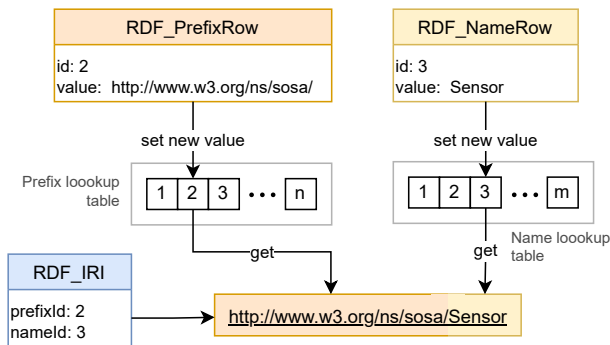 RDF_PrefixRow
id: 2
value: http://www.w3.org/ns/sosa/
RDF_NameRow
id: 3
value: Sensor
set new value
set new value
Prefix loookup
table
1 2 3 ••• n
1 2 3 ••• m
Name loookup
table
get
get
RDF_IRI
prefixId: 2
nameId: 3
http://www.w3.org/ns/sosa/Sensor